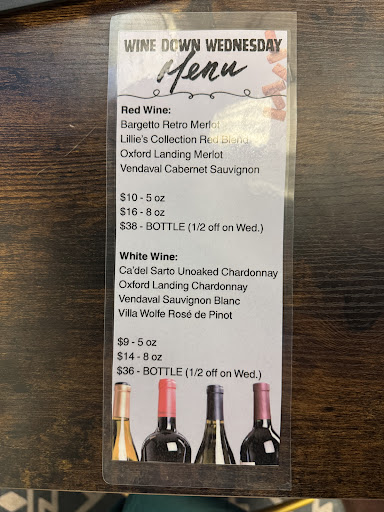 WINE DOWN WEDNESDAY
Menu
Red Wine:
Bargetto Retro Merlot
Lillie's Collection Red Blend
Oxford Landing Merlot
Vendaval Cabernet Sauvignon
$10 - 5 oz
$16 - 8 oz
$38 - BOTTLE (1/2 off on Wed.)
White Wine:
Ca'del Sarto Unoaked Chardonnay
Oxford Landing Chardonnay
Vendaval Sauvignon Blanc
Villa Wolfe Rosé de Pinot
$9 - 5 oz
$14 - 8 oz
$36 - BOTTLE (1/2 off on Wed.)